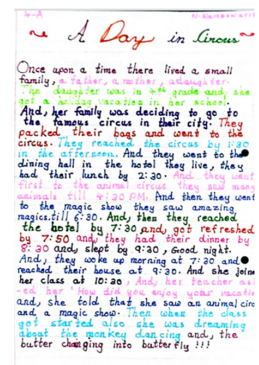 4-A
A Day in Circus
Once upon a time there lived a small
family, a father, a mother, a daughter.
The daughter was in 4th grade and, she
got a holiday vacation in her school.
And, her family was deciding to go to
the, famous circus in their city. They
packed their bags and went to the
circus. They reached the circus by 1:30
in the afternoon. And they went to the
dining hall in the hotel they live, they
had their lunch by 2:30. And they went
first to the animal circus they saw many
animals till 4:30 PM. And then they went
to the magic show they saw amazing
magics till 6:30. And, then they reached
the hotel by 7:30 and, got refreshed
by 7:50 and, they had their dinner by
8:30 and slept by 9:30, Good night.
And, they woke up morning at 7:30 and
reached their house at 9:30. And she joine
her class at 10:30, And, her teacher as
-ed her "How did you enjoy your vacatio
and, she told that she saw an animal circ
and a magic show. Then when the class
got started also she was dreaming
about the monkey dancing and, the
butter changing into butterfly !!!